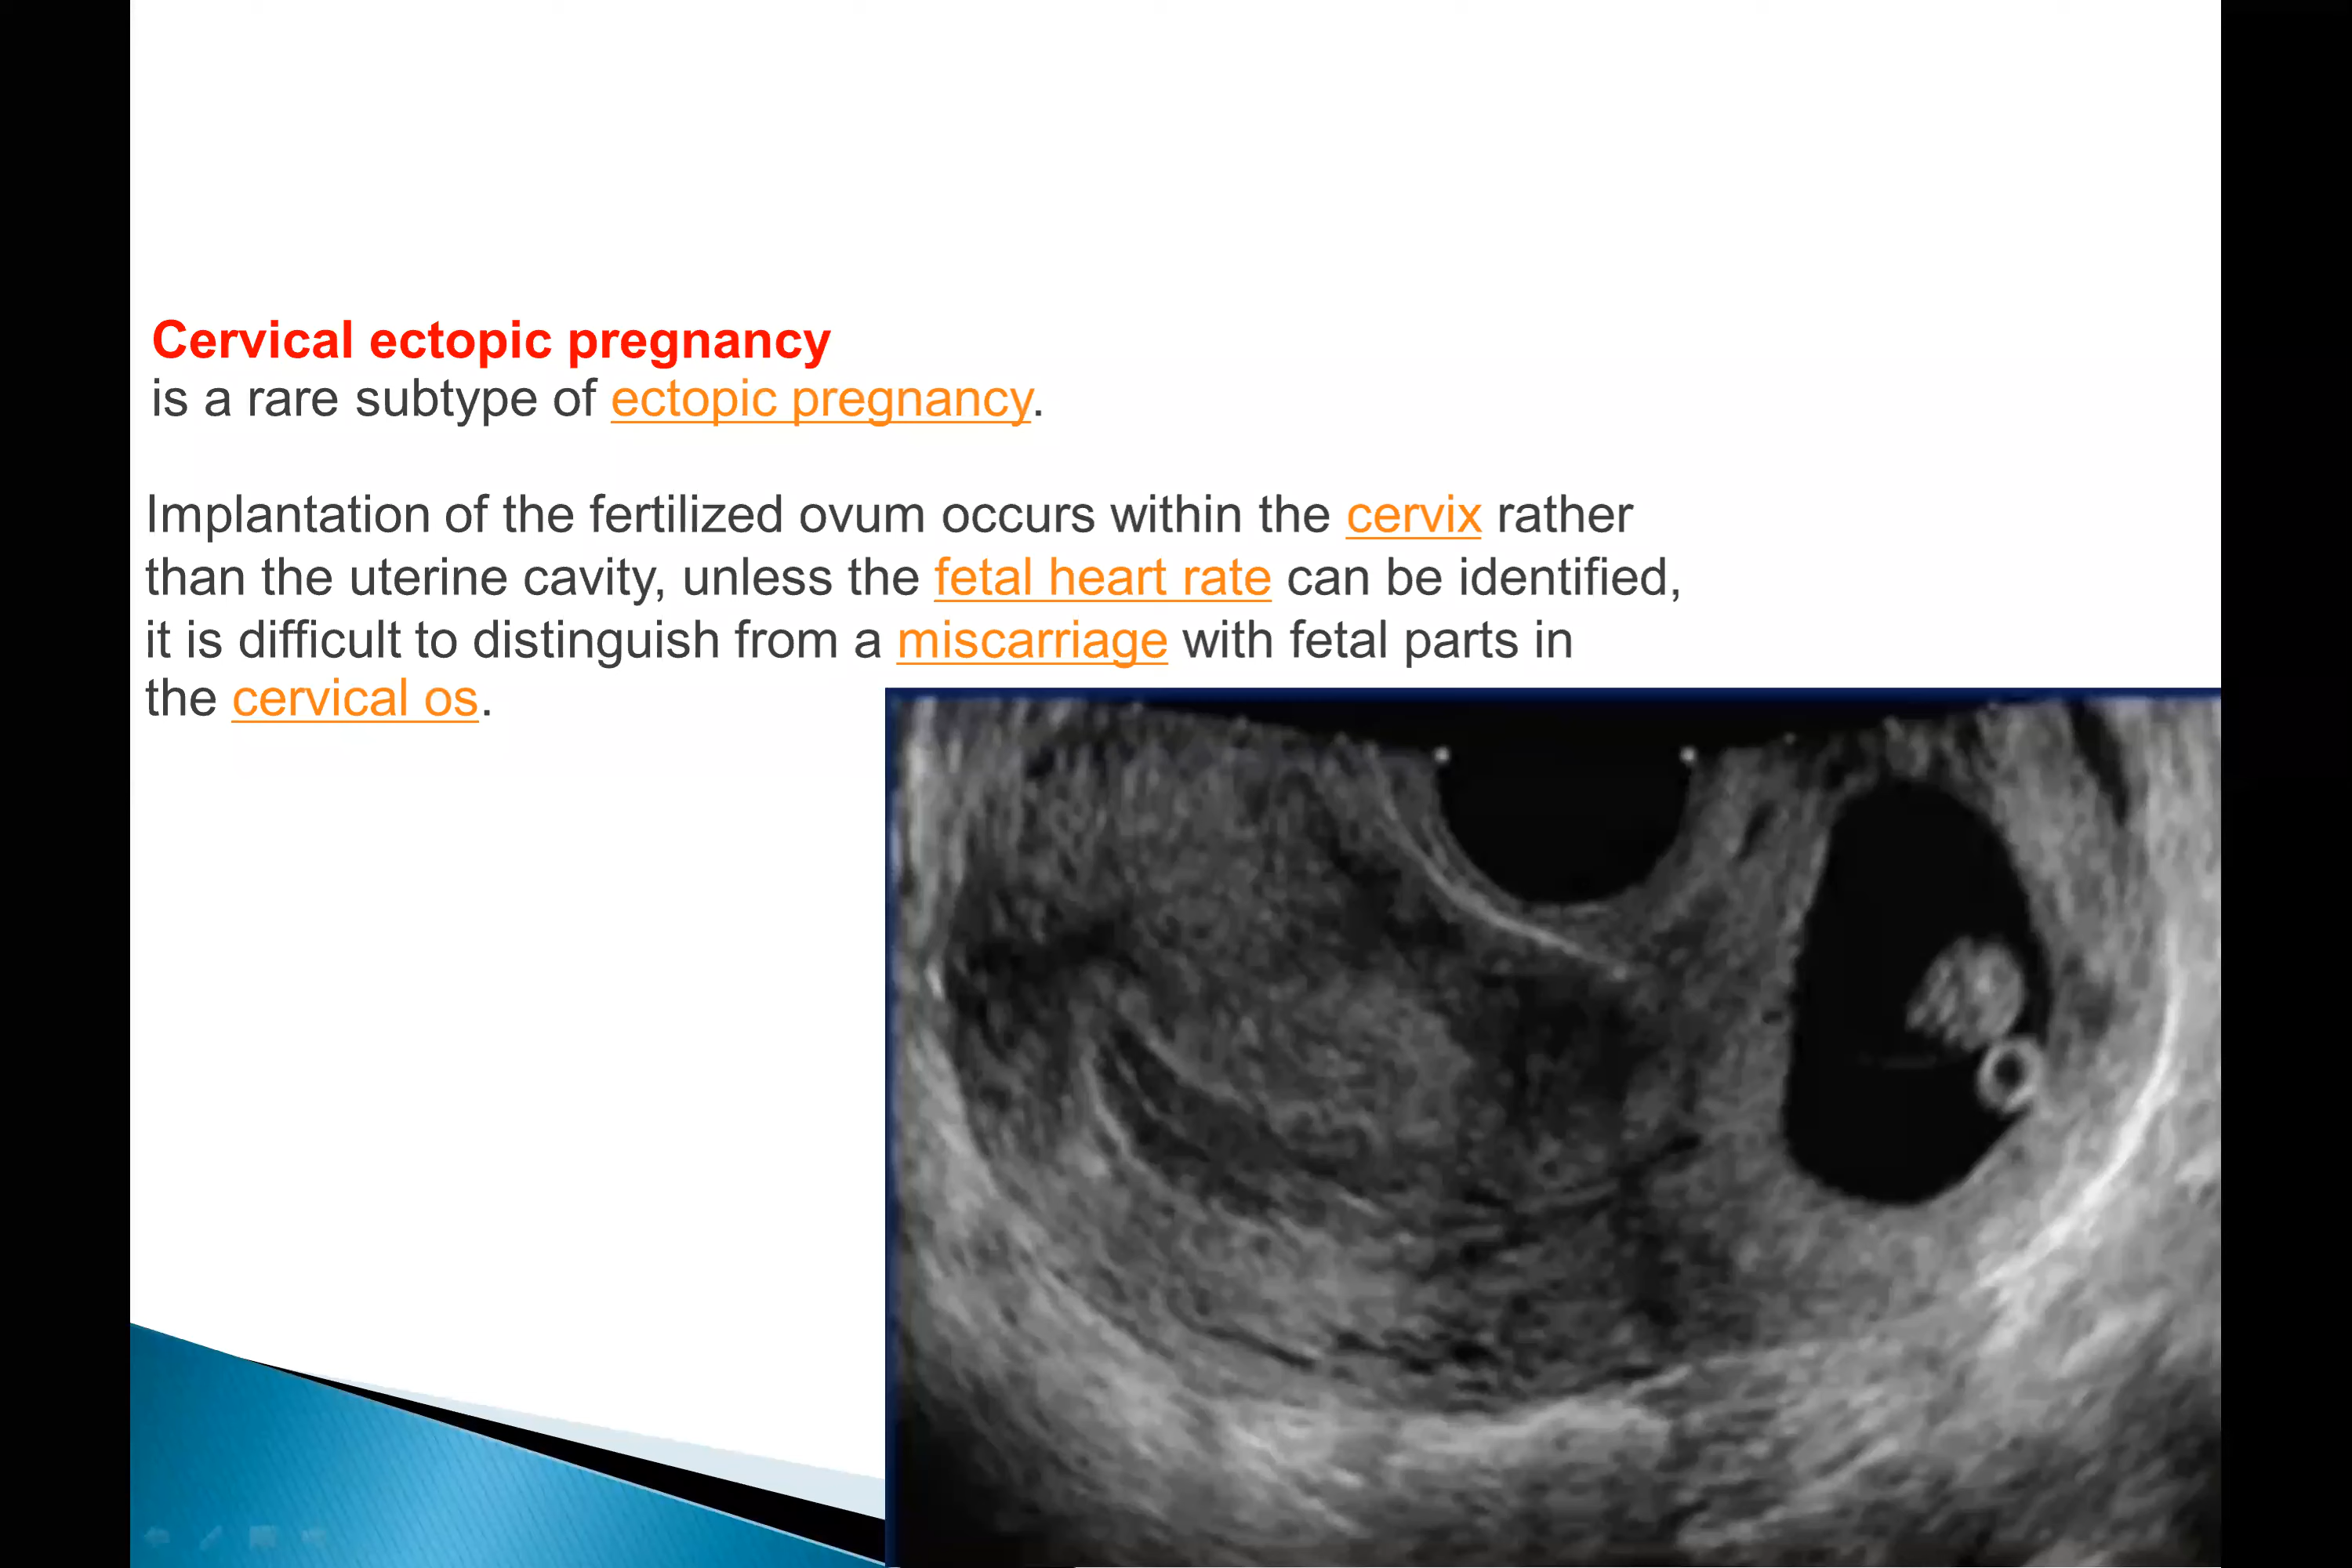 Cervical ectopic pregnancy
is a rare subtype of ectopic pregnancy.
Implantation of the fertilized ovum occurs within the cervix rather
than the uterine cavity, unless the fetal heart rate can be identified,
it is difficult to distinguish from a miscarriage with fetal parts in
the cervical os.